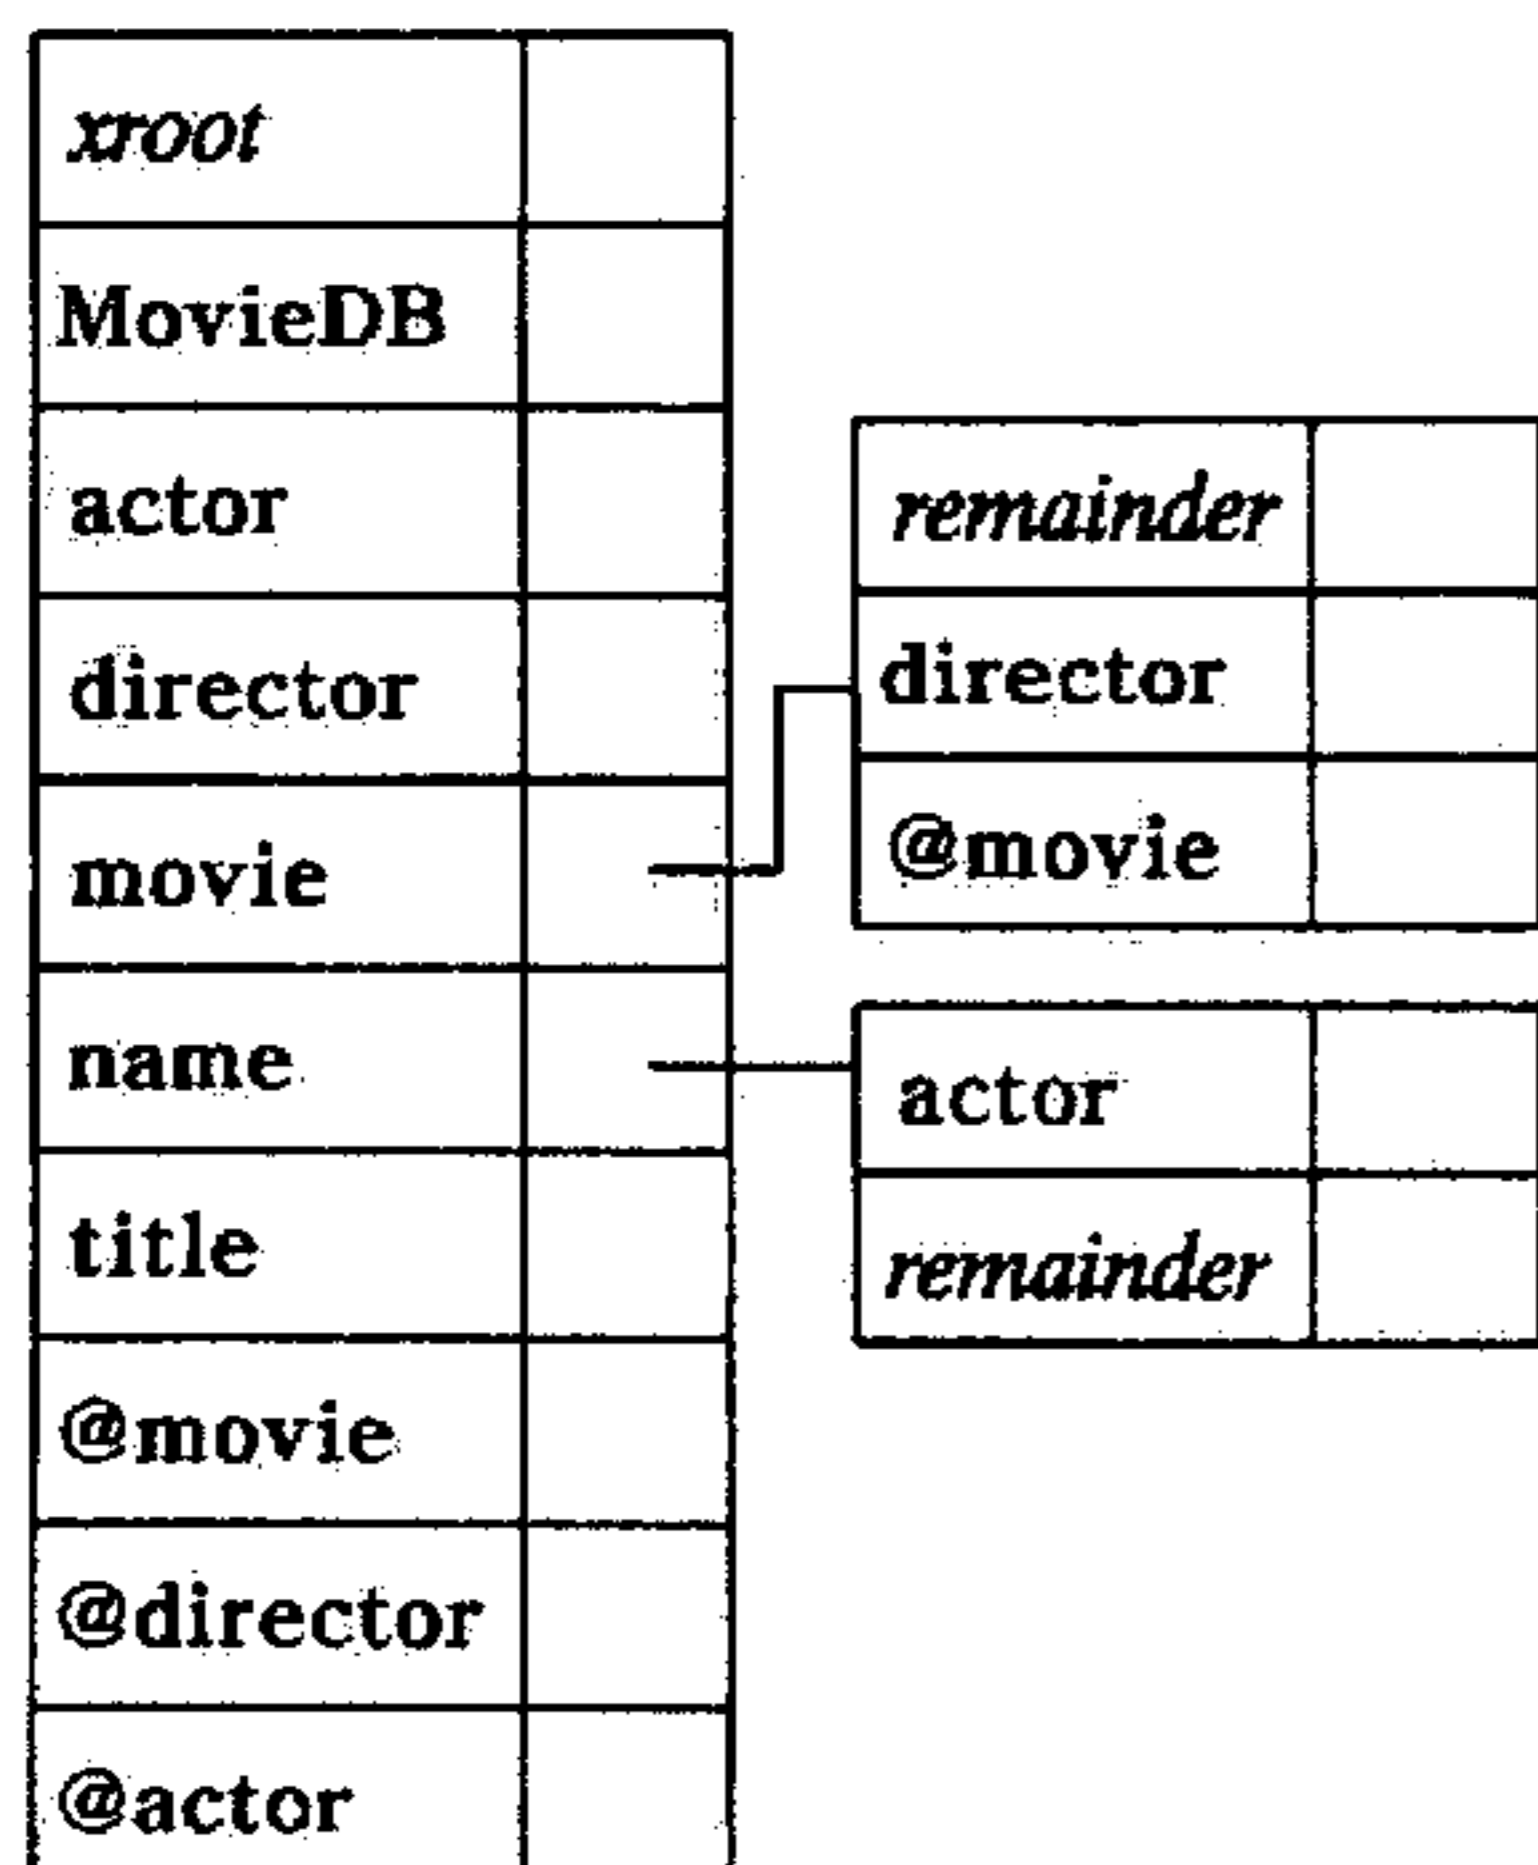 xroot
MovieDB
actor
director
movie
name
title
@movie
@director
@actor
remainder
director
@movie
actor
remainder